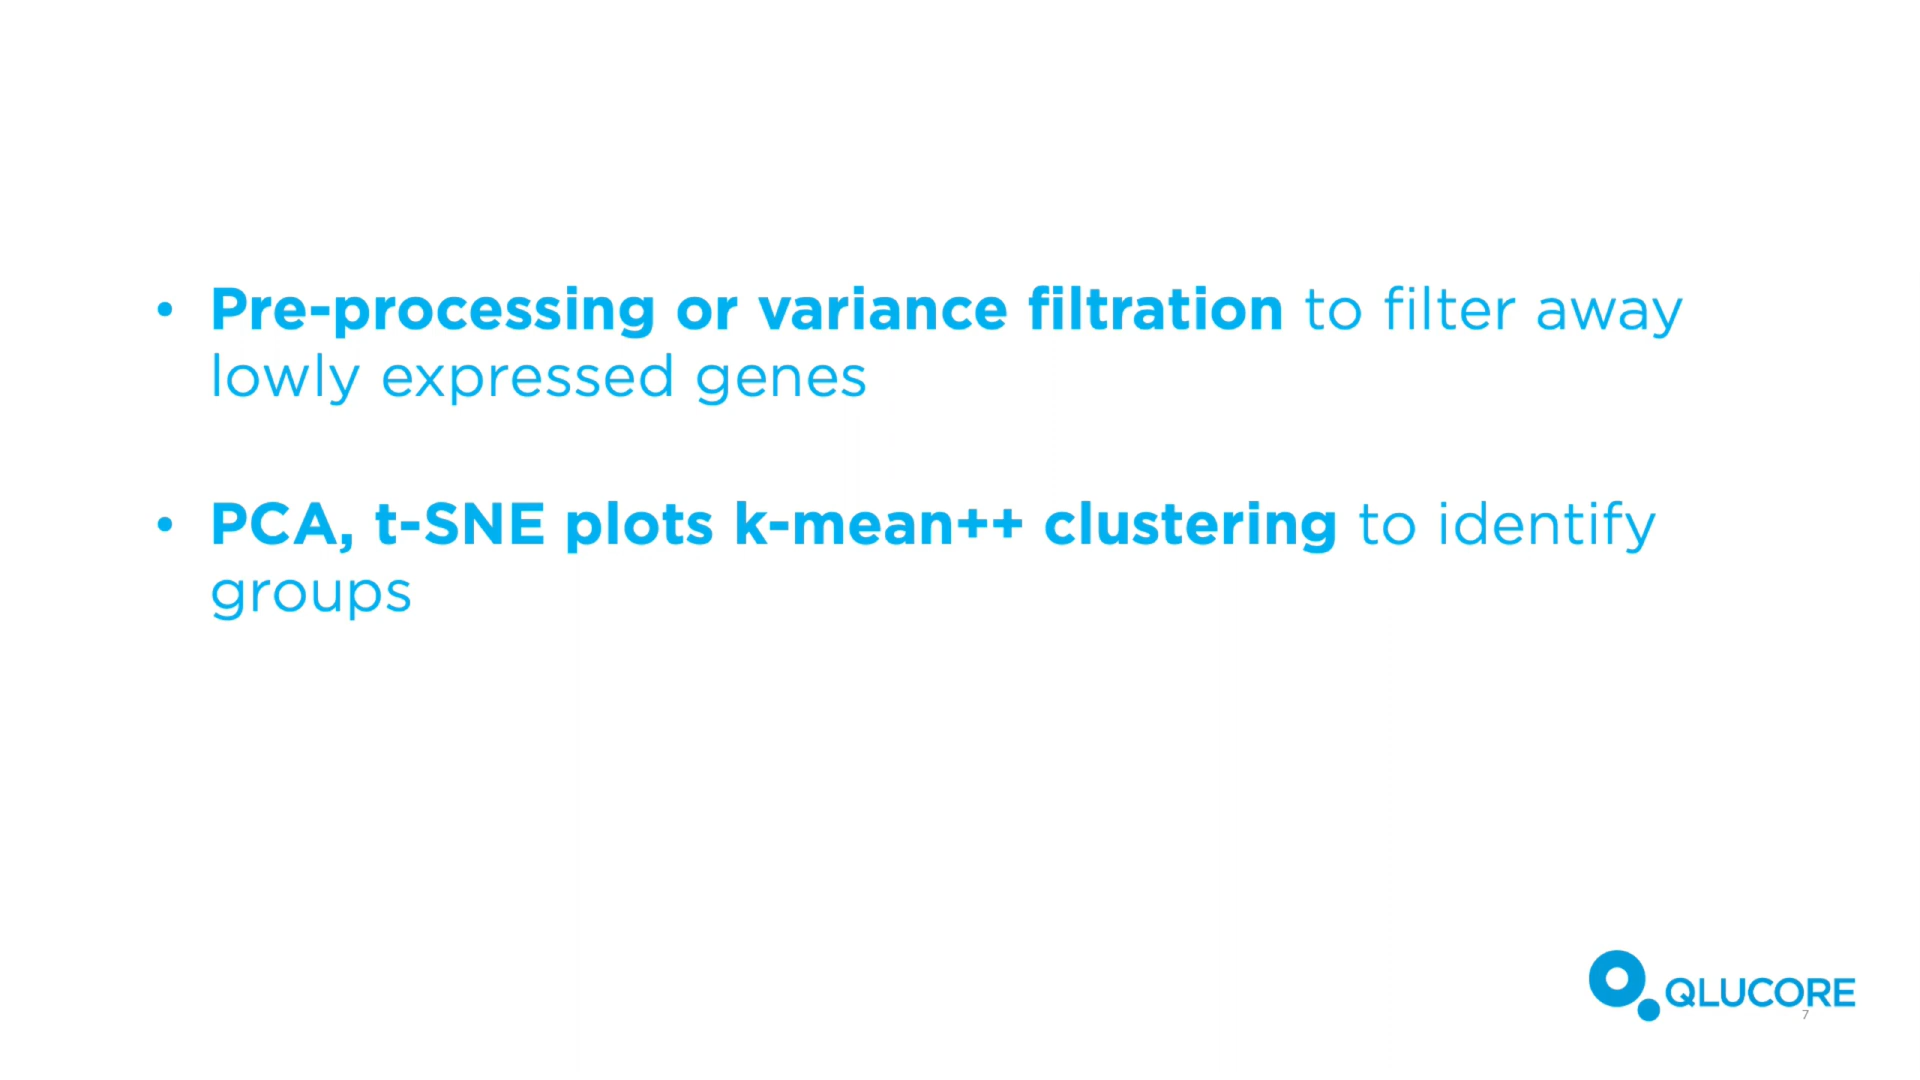 • Pre-processing or variance filtration to filter away
lowly expressed genes
• PCA, t-SNE plots k-mean++ clustering to identify
groups
QLUCORE
7